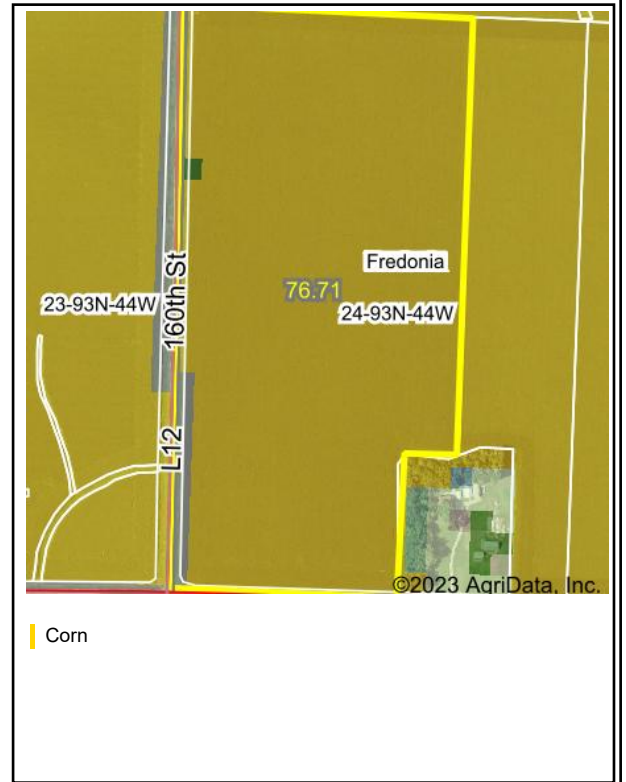 Fredonia
76.71
23-93N-44W
24-93N-44W
160th St
L12
©2023 AgriData, Inc.
Corn